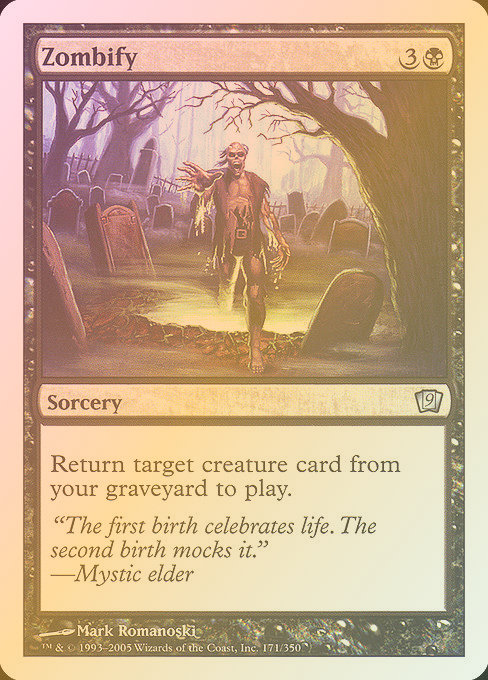 Zombify 3
9
Sorcery
Return target creature card from
your graveyard to play.
“The first birth celebrates life. The
second birth mocks it.”
—Mystic elder
Mark Romanoski
™ & © 1993–2005 Wizards of the Coast, Inc. 171/350